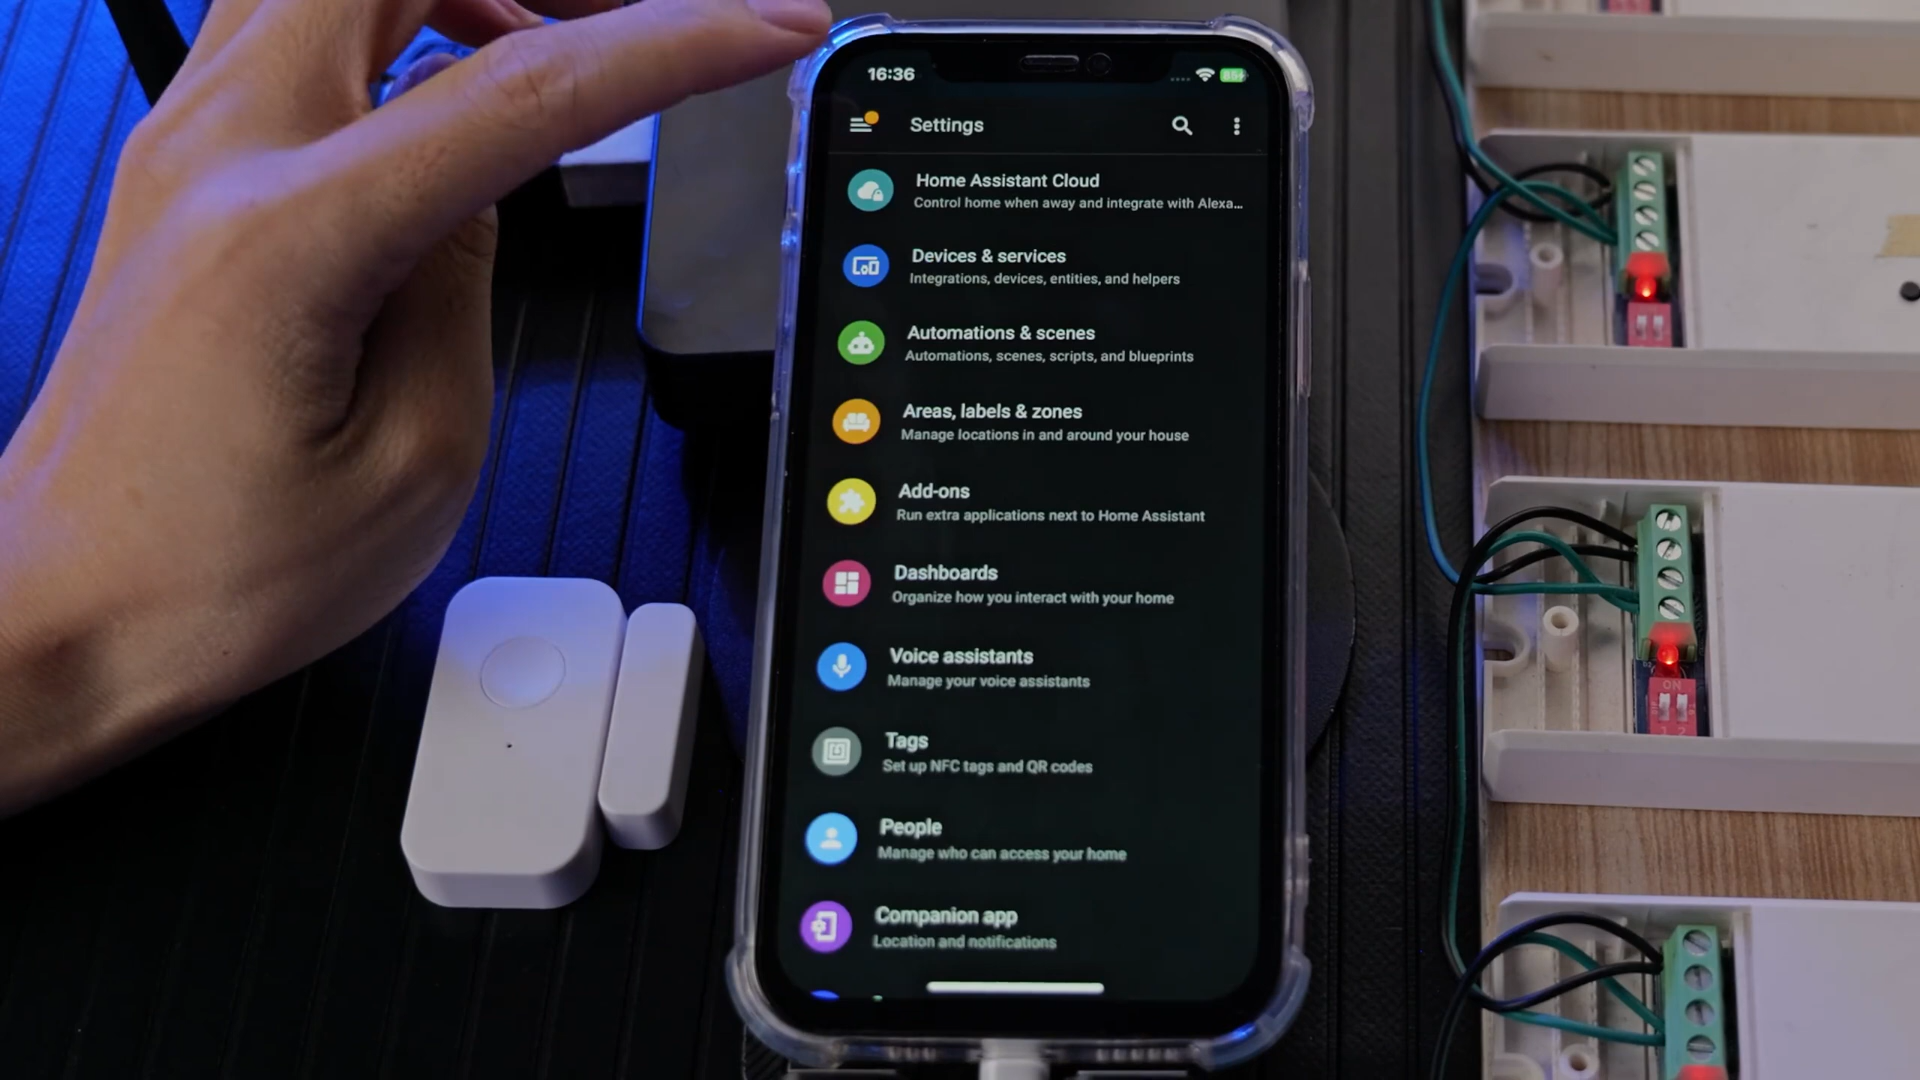 16:36
85
Settings
Home Assistant Cloud
Control home when away and integrate with Alexa...
Devices & services
Integrations, devices, entities, and helpers
Automations & scenes
Automations, scenes, scripts, and blueprints
Areas, labels & zones
Manage locations in and around your house
Add-ons
Run extra applications next to Home Assistant
Dashboards
Organize how you interact with your home
Voice assistants
Manage your voice assistants
Tags
Set up NFC tags and QR codes
People
Manage who can access your home
Companion app
Location and notifications
ON
1 2